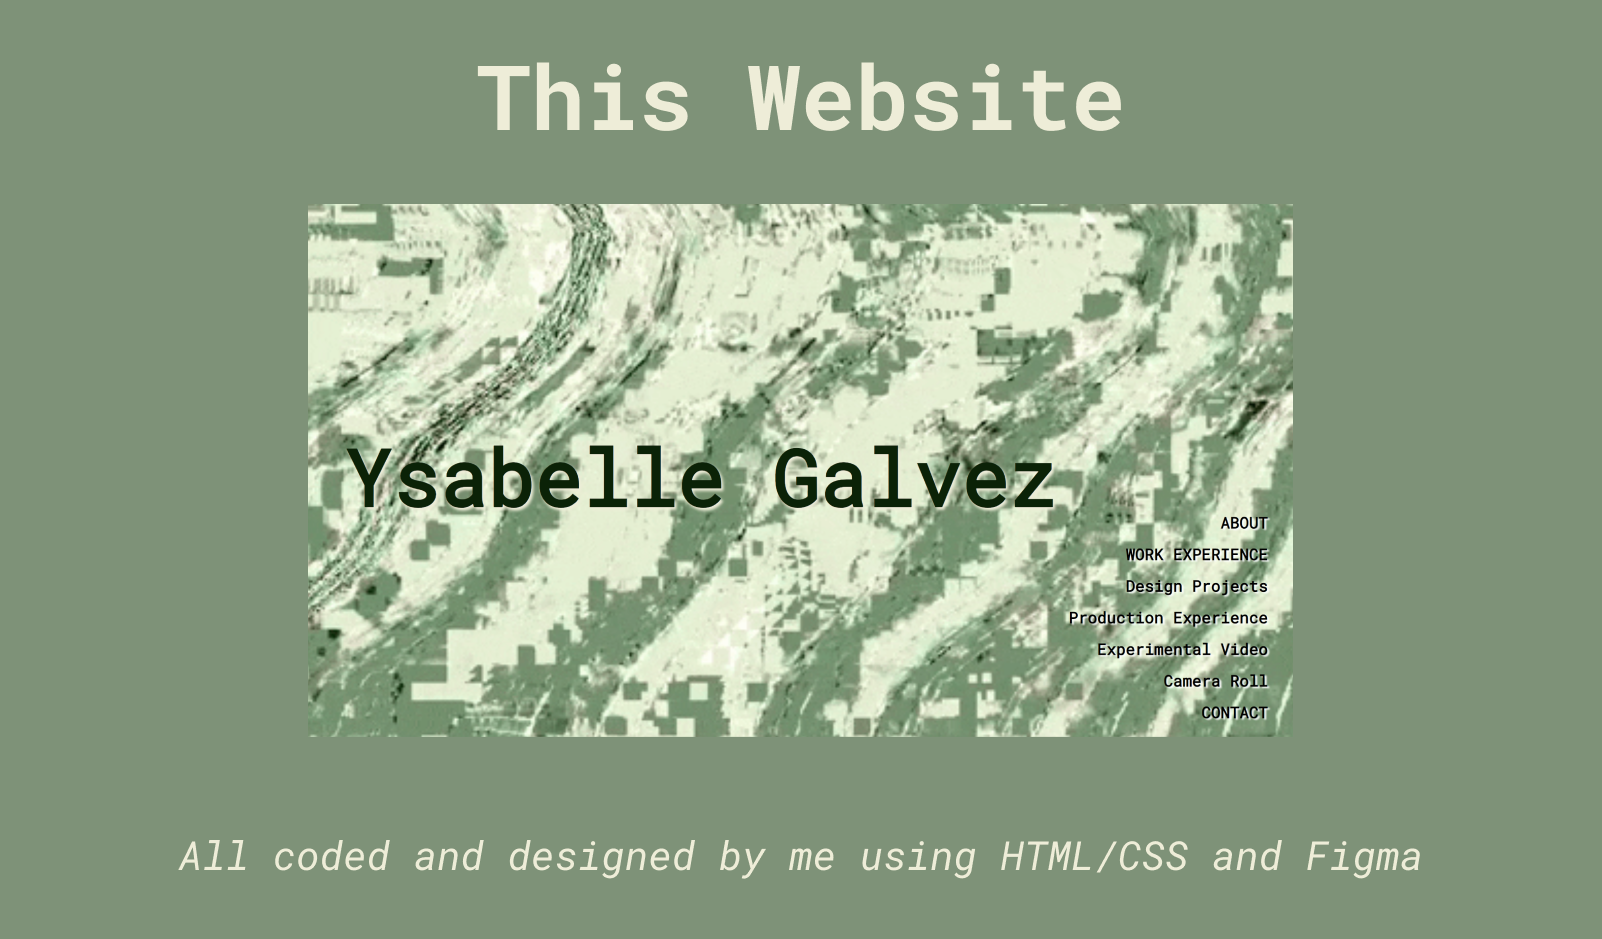 This Website
Ysabelle Galvez
ABOUT
WORK EXPERIENCE
Design Projects
Production Experience
Experimental Video
Camera Roll
CONTACT
All coded and designed by me using HTML/CSS and Figma